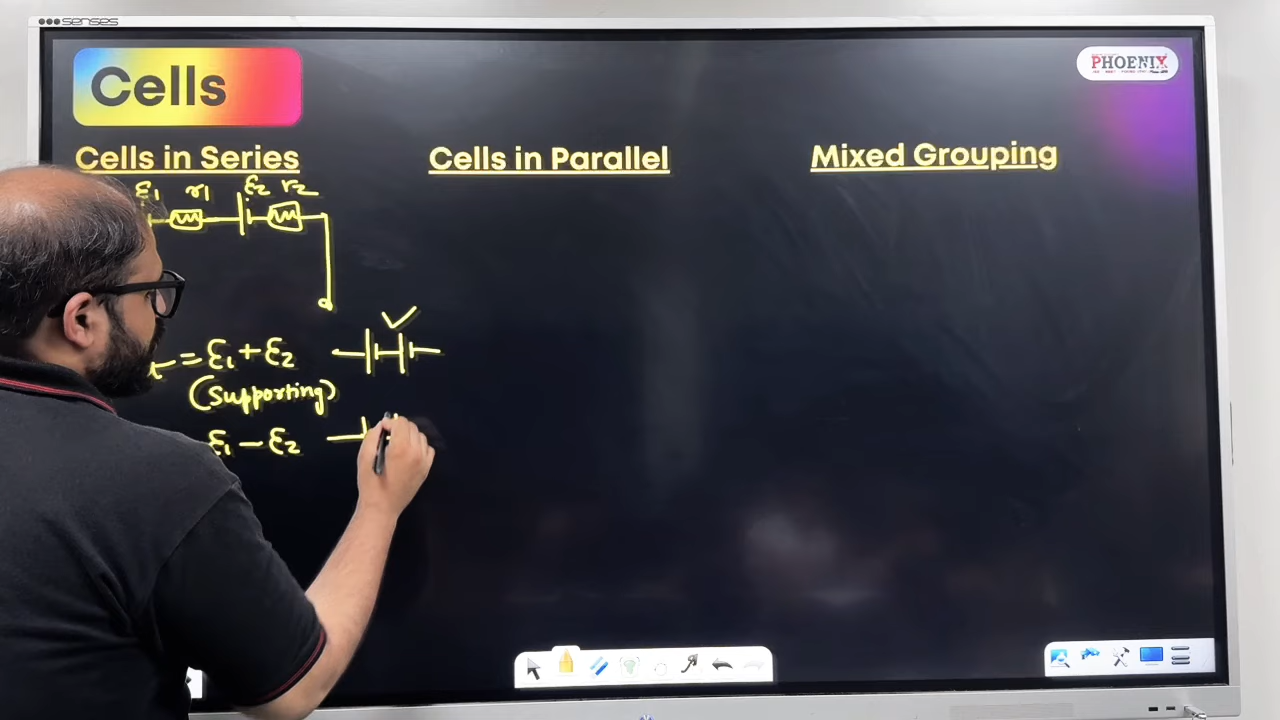 senses
Cells
PHOENIX
Cells in Series
Cells in Parallel
Mixed Grouping
ε1 r1 ε2 r2
= ε1 + ε2
(Supporting)
ε1 − ε2